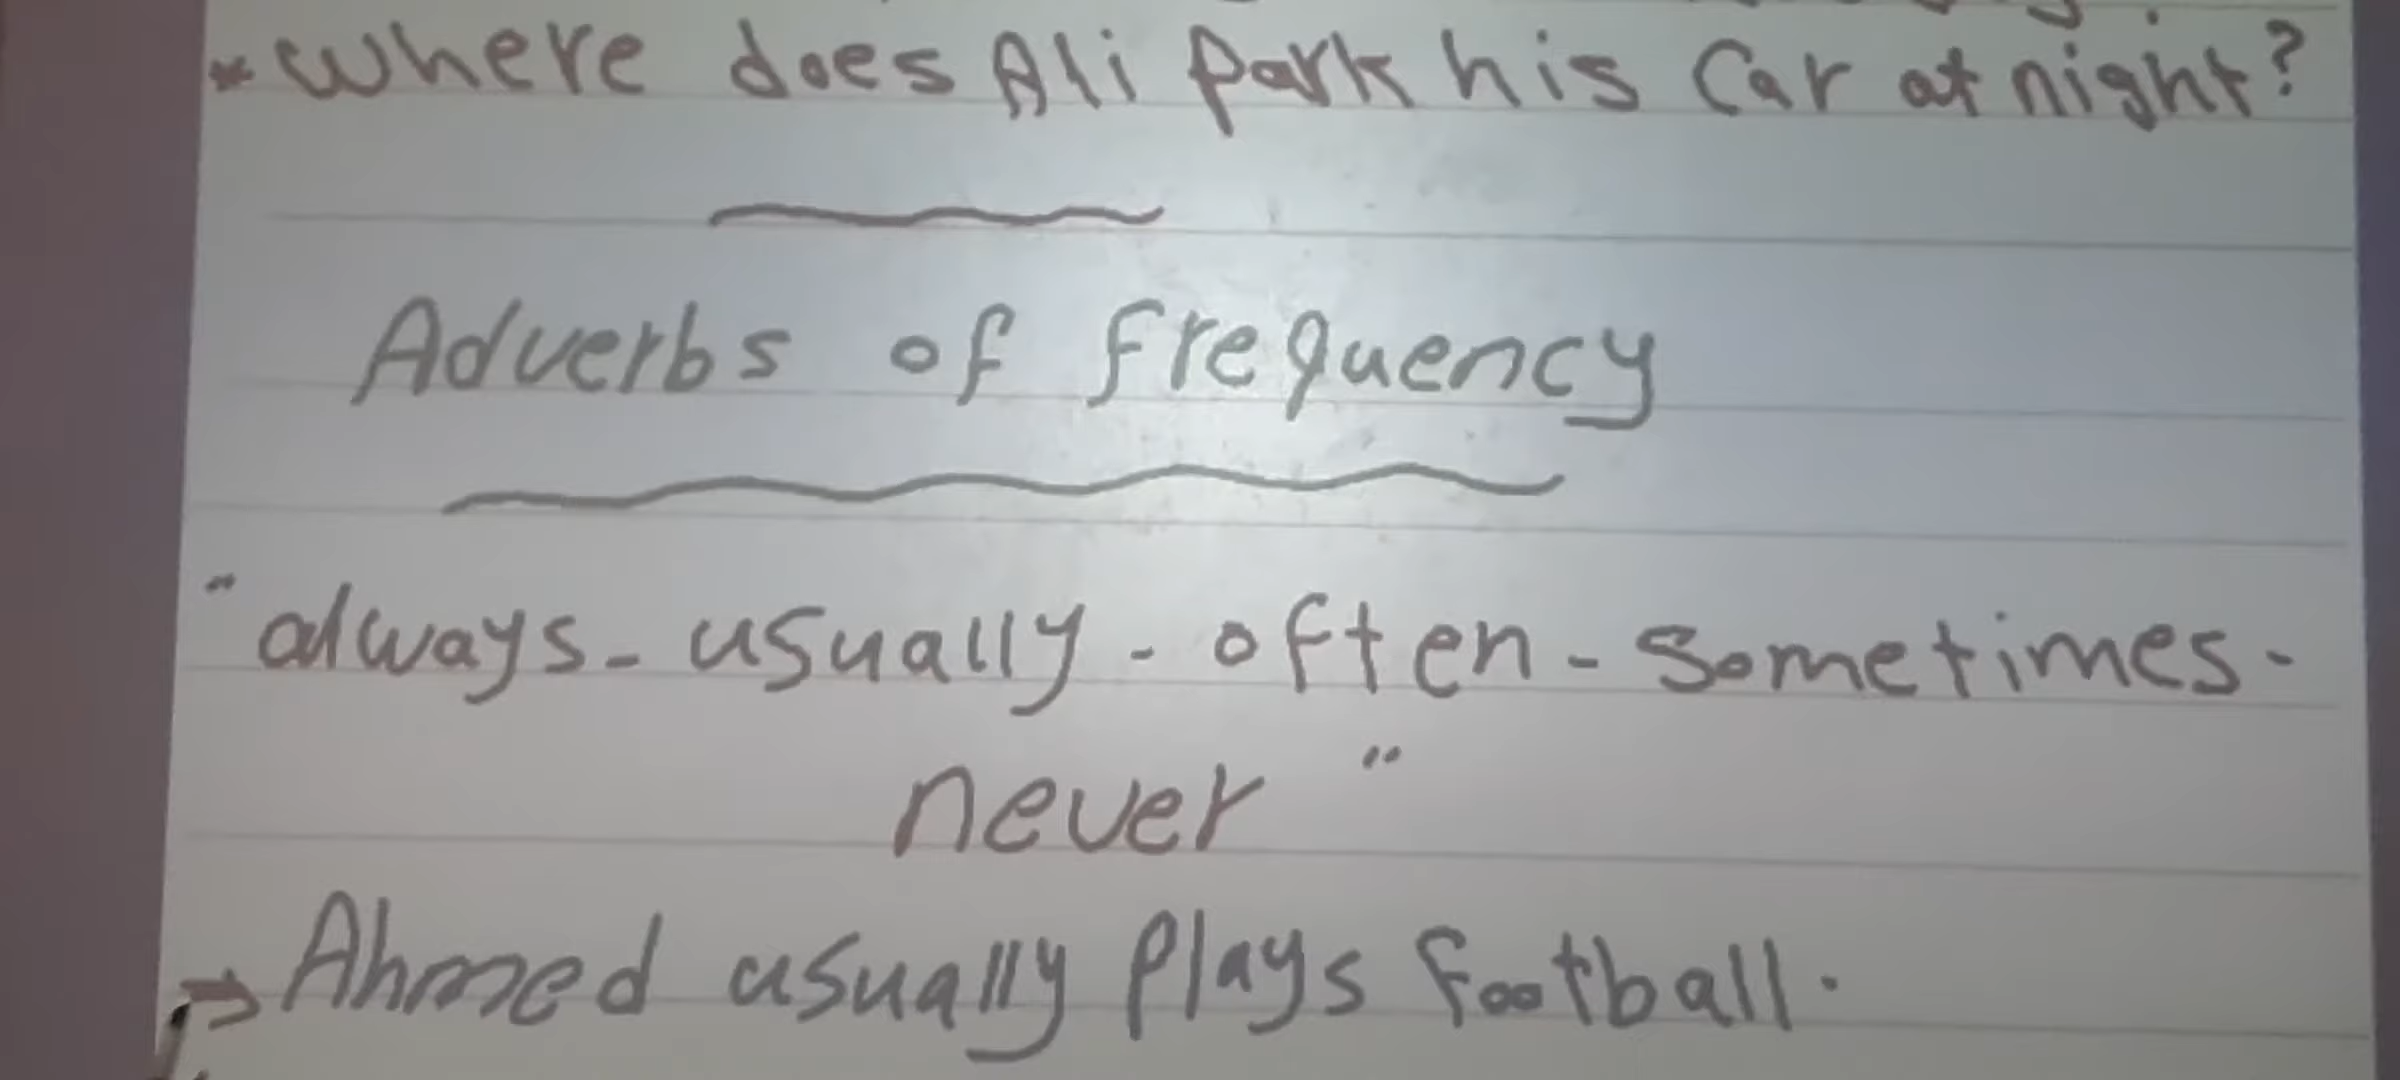 * Where does Ali park his Car at night?
Adverbs of frequency
"always - usually - often - sometimes -
never"
⇒ Ahmed usually plays football.